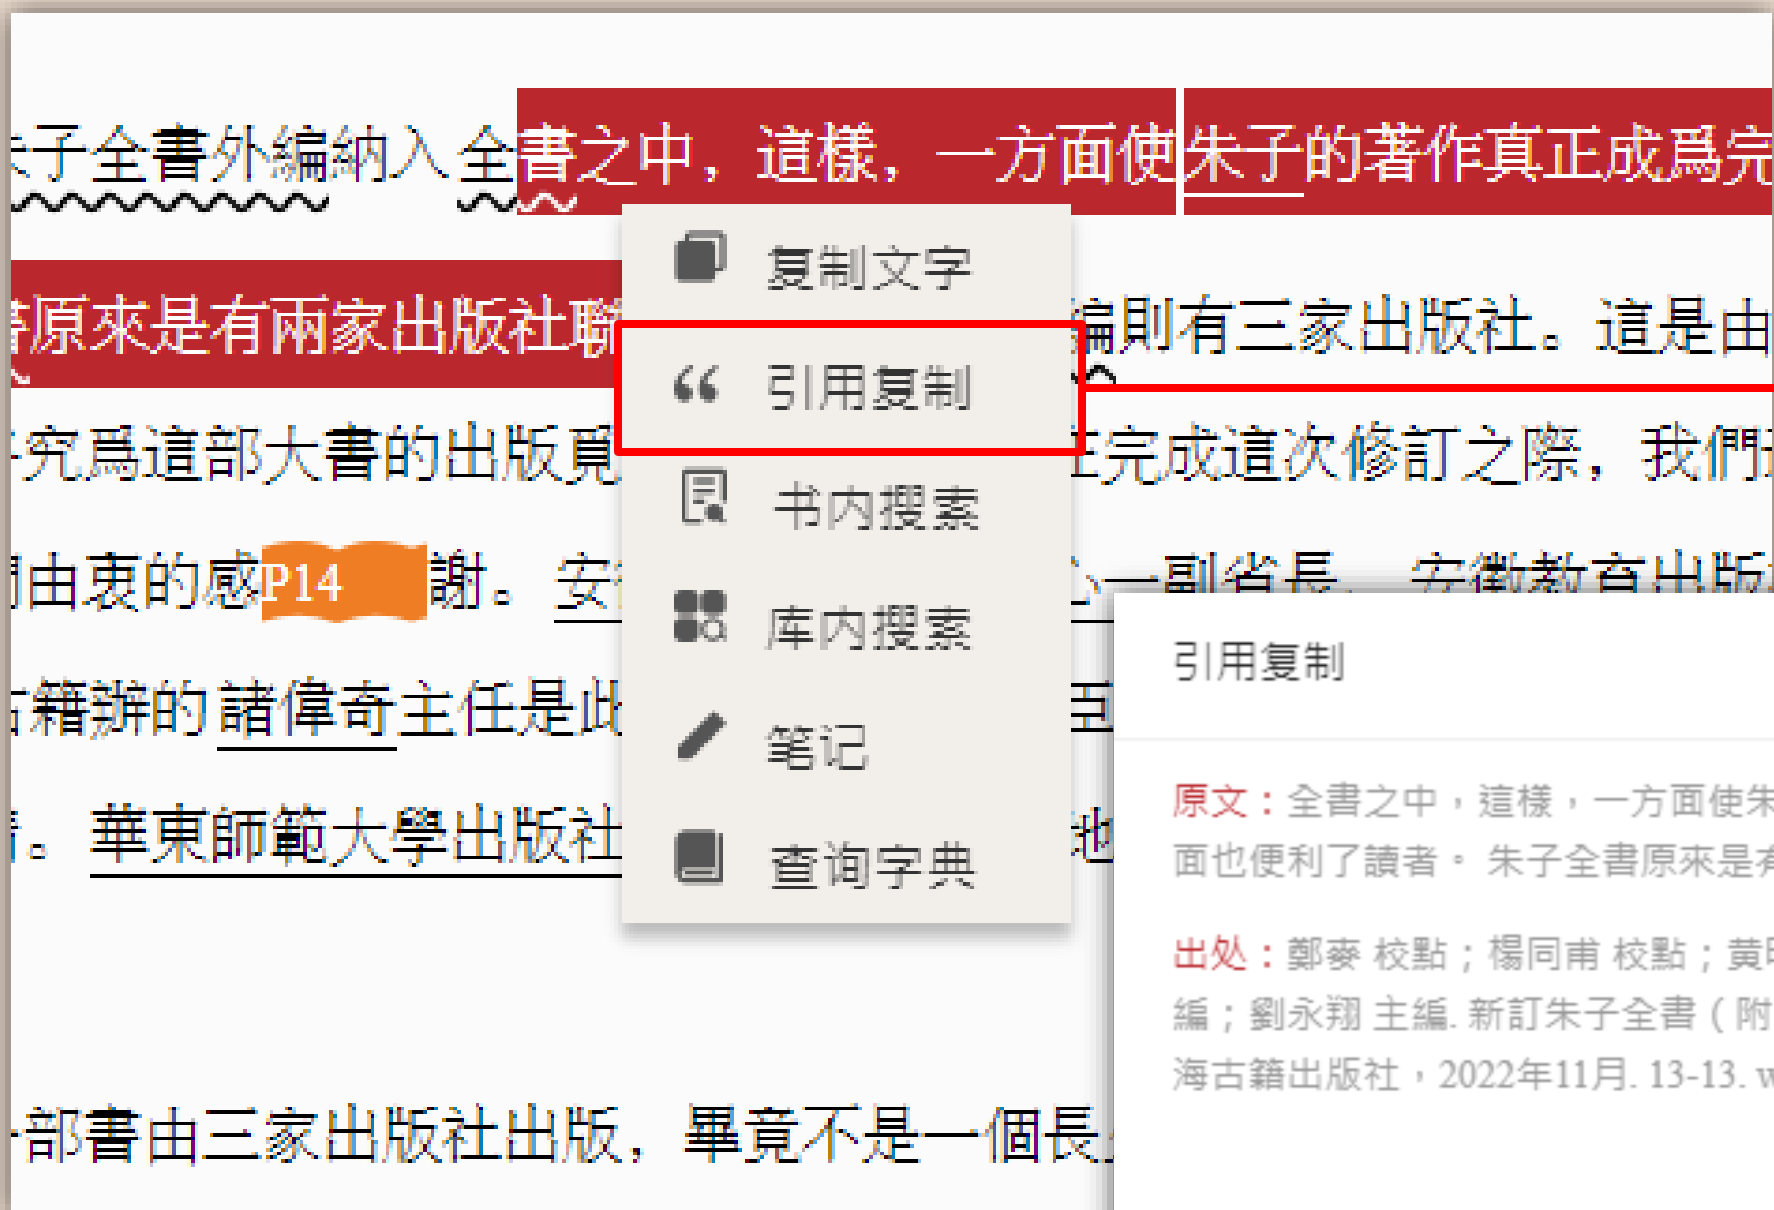 子全書外編納入全書之中，這樣，一方面使朱子的著作真正成爲完
書原來是有兩家出版社聯
編則有三家出版社。這是由
究爲這部大書的出版覓
完成這次修訂之際，我們
由衷的感P14謝。安
一副省長、安徽教育出版
籍辦的諸偉奇主任是此
至
。華東師範大學出版社
地
部書由三家出版社出版，畢竟不是一個長
复制文字
引用复制
书内搜索
库内搜索
笔记
查询字典
引用复制
原文：全書之中，這樣，一方面使朱
面也便利了讀者。 朱子全書原來是有
出处：鄭麥 校點；楊同甫 校點；黄
編；劉永翔 主編. 新訂朱子全書（附
海古籍出版社，2022年11月. 13-13. w